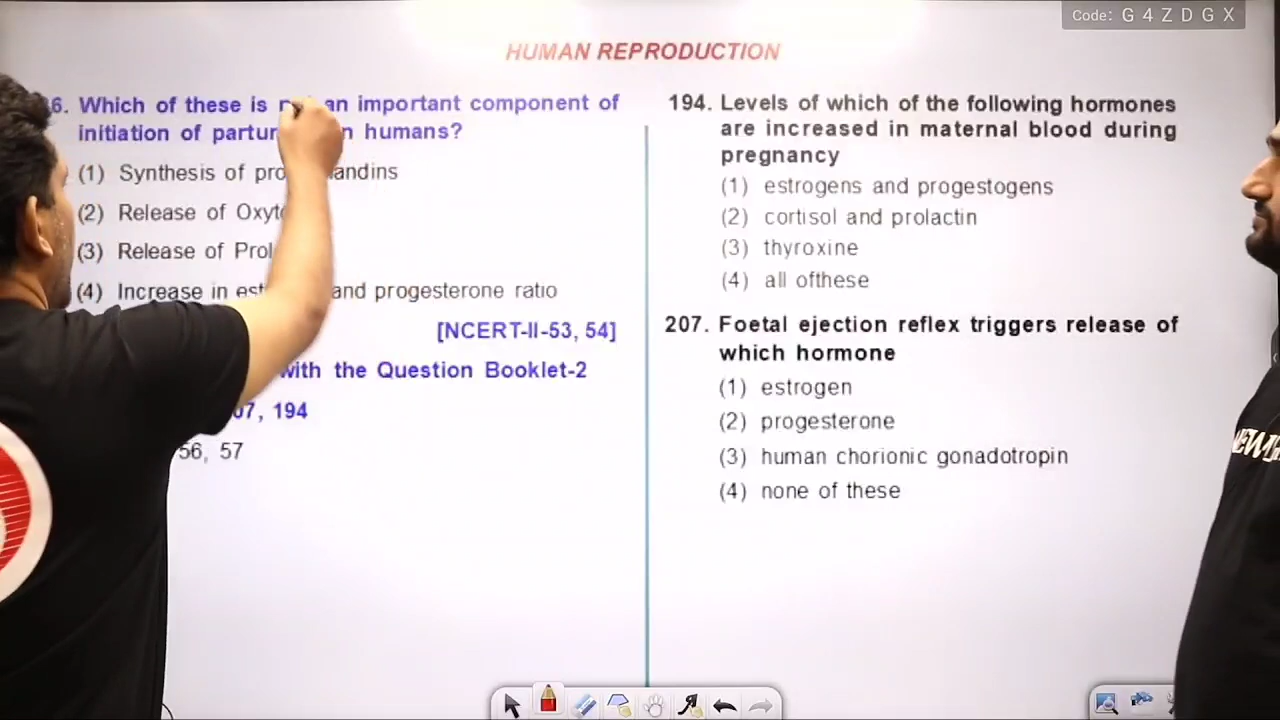 Code: G 4 Z D G X
HUMAN REPRODUCTION
6. Which of these is an important component of
initiation of humans?
(1) Synthesis of
(2) Release of
(3) Release of
(4) Increase in and progesterone ratio
[NCERT-II-53, 54]
with the Question Booklet-2
07, 194
56, 57
194. Levels of which of the following hormones
are increased in maternal blood during
pregnancy
(1) estrogens and progestogens
(2) cortisol and prolactin
(3) thyroxine
(4) all ofthese
207. Foetal ejection reflex triggers release of
which hormone
(1) estrogen
(2) progesterone
(3) human chorionic gonadotropin
(4) none of these